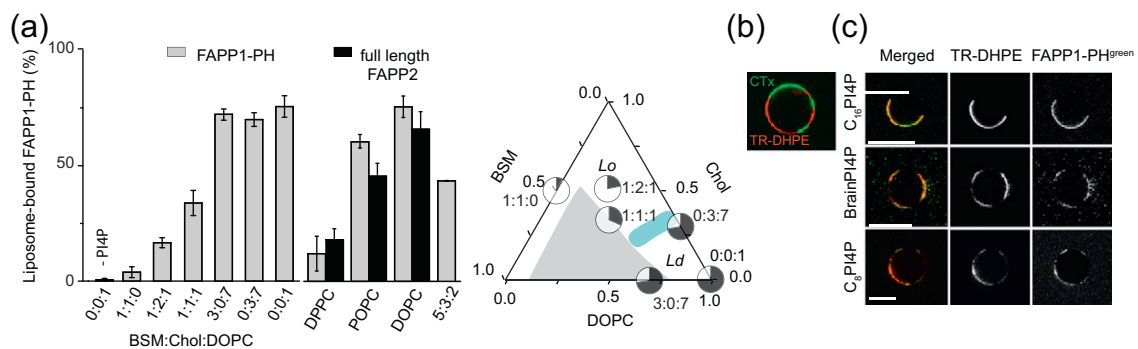 (a)
Liposome-bound FAPP1-PH (%)
100
50
0
FAPP1-PH
full length
FAPP2
- PI4P
0:0:1
1:1:0
1:2:1
1:1:1
3:0:7
0:3:7
0:0:1
BSM:Chol:DOPC
DPPC
POPC
DOPC
5:3:2
0.0
1.0
BSM
Chol
Lo
0.5
1:1:0
1:2:1
0.5
1:1:1
0:3:7
Ld
0:0:1
1.0
0.0
0.0
0.5
3:0:7
1.0
DOPC
(b)
CTx
TR-DHPE
(c)
Merged
TR-DHPE
FAPP1-PHgreen
C16PI4P
BrainPI4P
C8PI4P